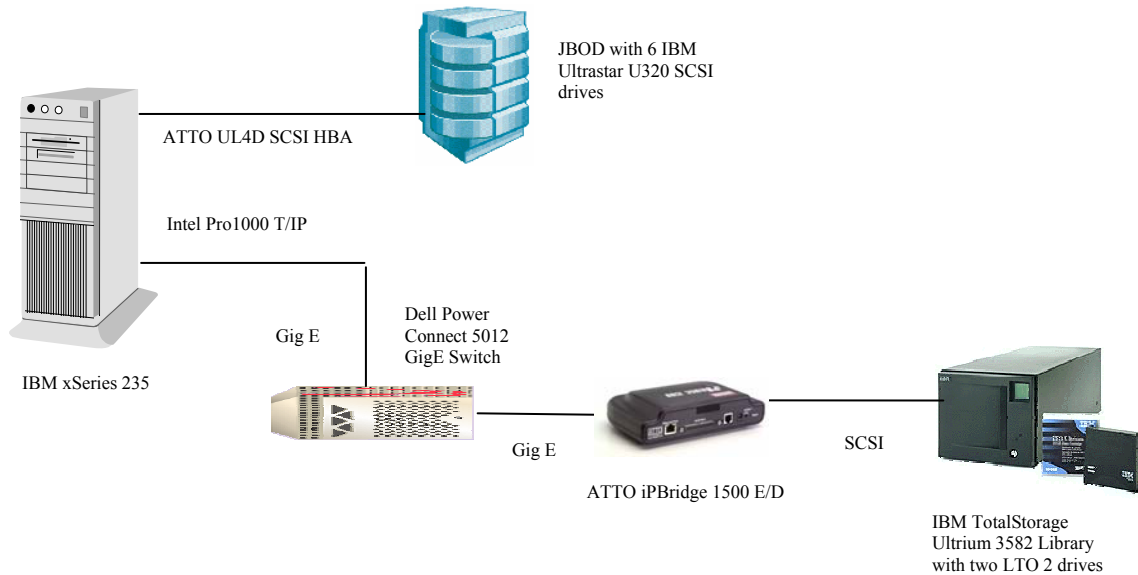 JBOD with 6 IBM
Ultrastar U320 SCSI
drives
ATTO UL4D SCSI HBA
Intel Pro1000 T/IP
Gig E
Dell Power
Connect 5012
GigE Switch
IBM xSeries 235
Gig E
ATTO iPBridge 1500 E/D
SCSI
IBM TotalStorage
Ultrium 3582 Library
with two LTO 2 drives